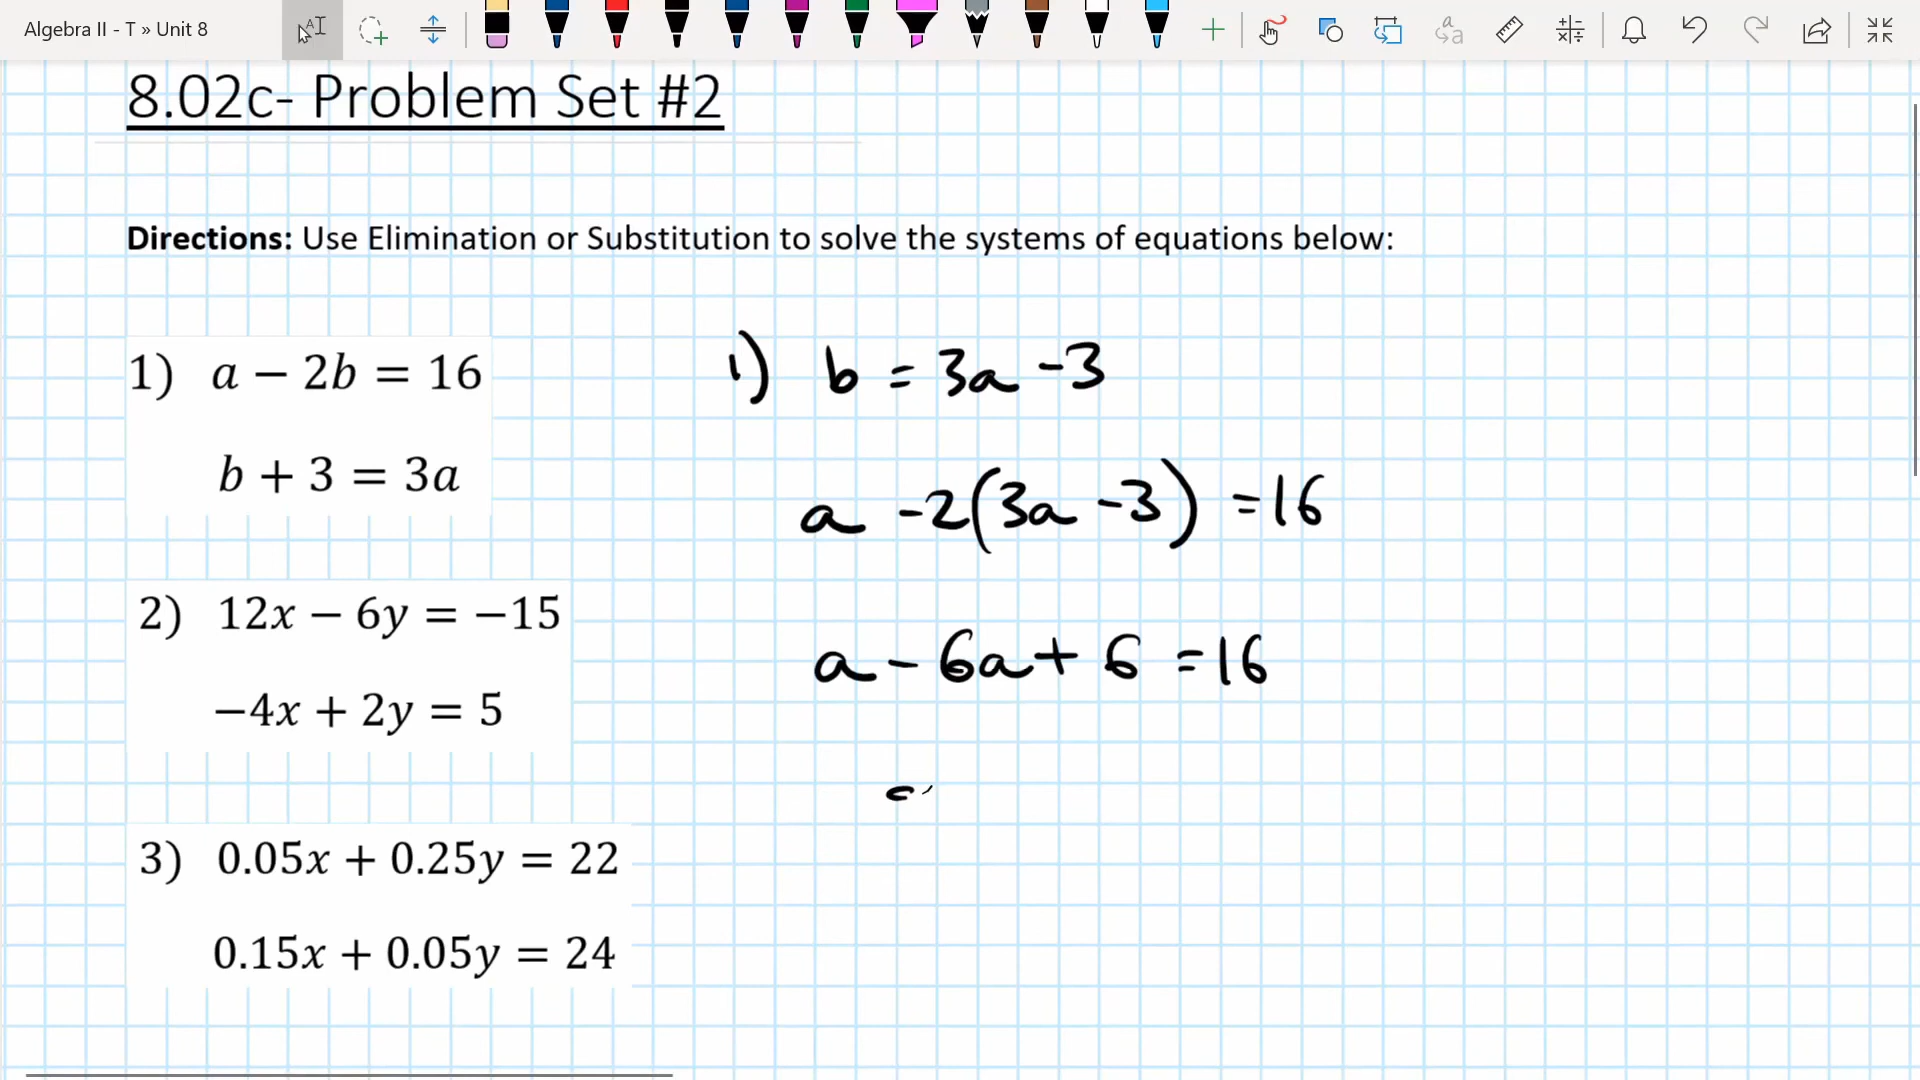 Algebra II - T » Unit 8
8.02c- Problem Set #2
Directions: Use Elimination or Substitution to solve the systems of equations below:
1) a − 2b = 16
b + 3 = 3a
2) 12x − 6y = −15
−4x + 2y = 5
3) 0.05x + 0.25y = 22
0.15x + 0.05y = 24
1) b = 3a -3
a -2(3a -3) =16
a - 6a + 6 =16